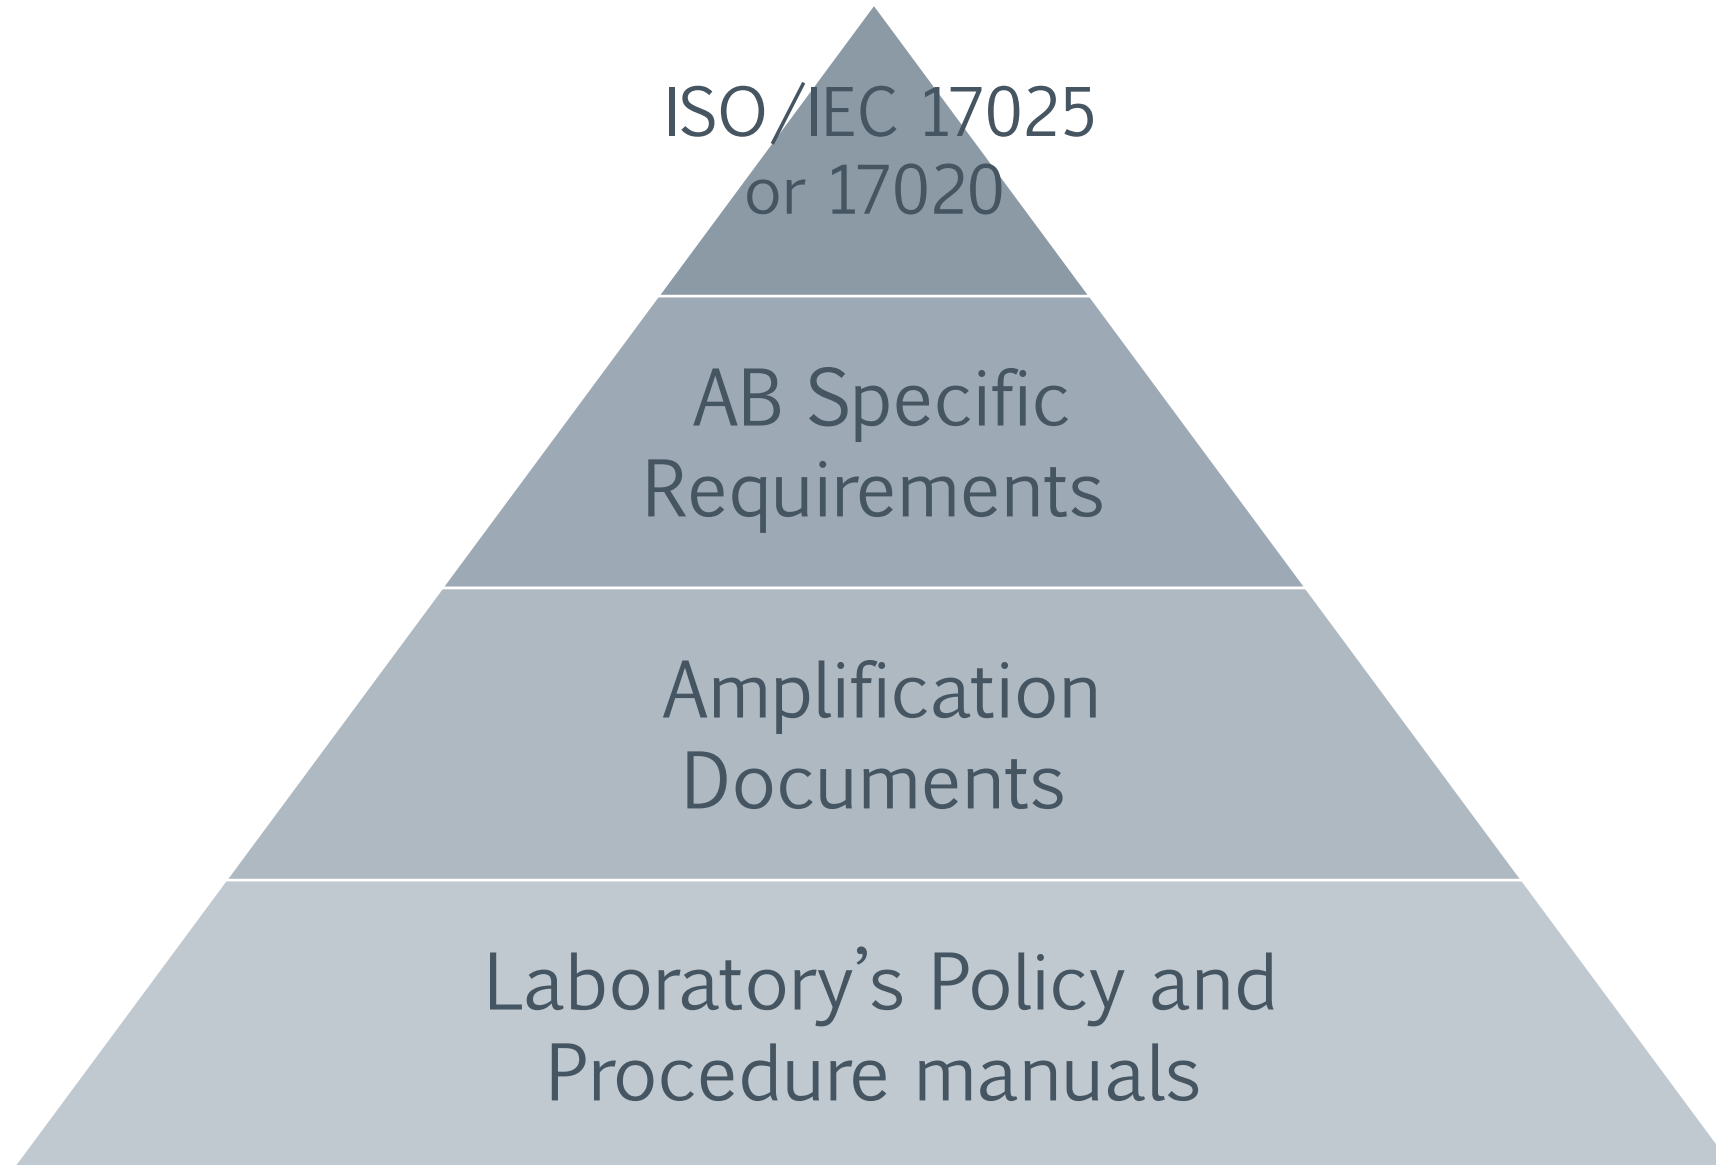 ISO/IEC 17025
or 17020
AB Specific
Requirements
Amplification
Documents
Laboratory’s Policy and
Procedure manuals